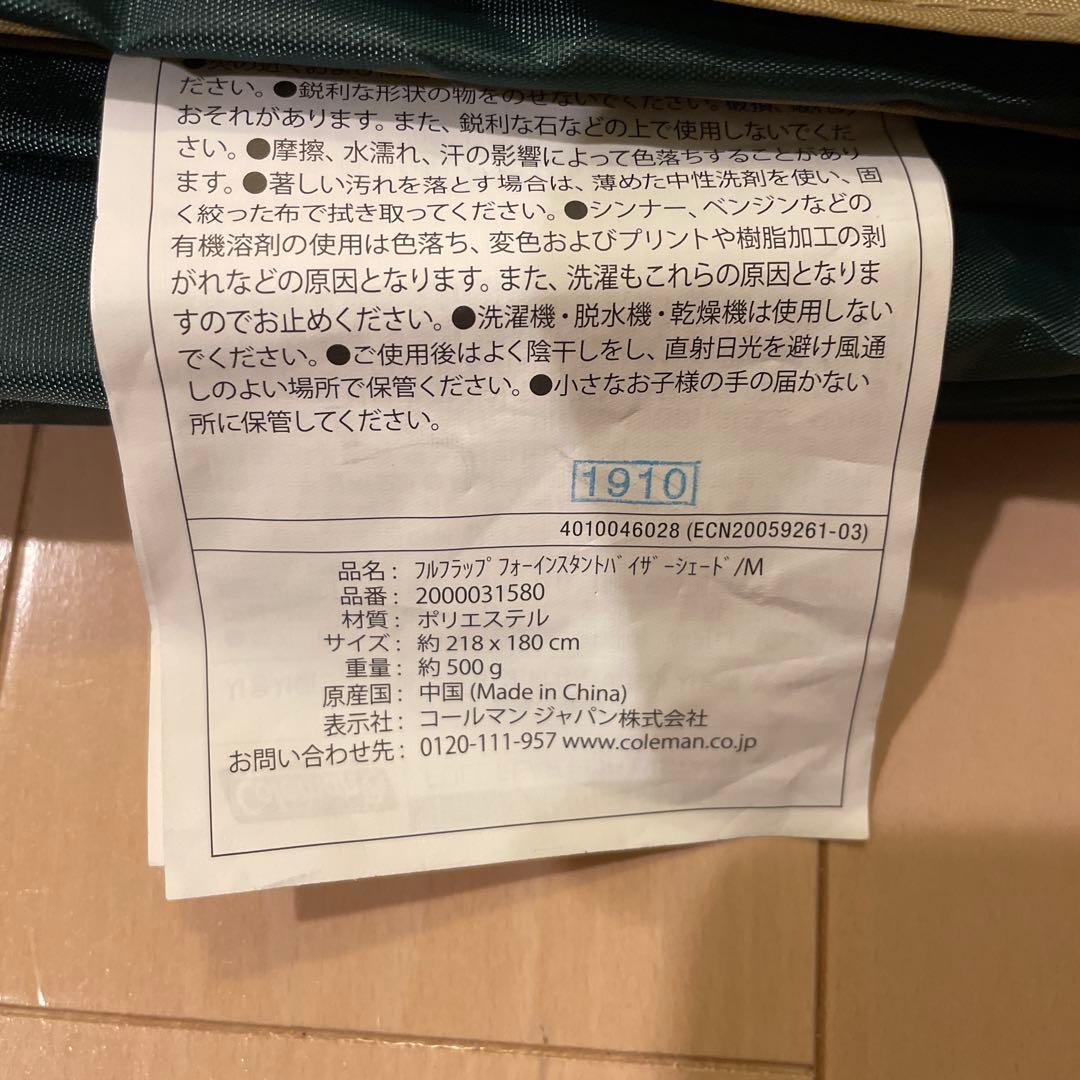 ださい。●鋭利な形状の物をのせないでください。破損、
おそれがあります。また、鋭利な石などの上で使用しないでくだ
さい。●摩擦、水濡れ、汗の影響によって色落ちすることがあり
ます。●著しい汚れを落とす場合は、薄めた中性洗剤を使い、固
く絞った布で拭き取ってください。●シンナー、ベンジンなどの
有機溶剤の使用は色落ち、変色およびプリントや樹脂加工の剥
がれなどの原因となります。また、洗濯もこれらの原因となりま
すのでお止めください。●洗濯機・脱水機・乾燥機は使用しない
でください。●ご使用後はよく陰干しをし、直射日光を避け風通
しのよい場所で保管ください。●小さなお子様の手の届かない
所に保管してください。
1910
4010046028 (ECN20059261-03)
品名： ﾌﾙﾌﾗｯﾌﾟ ﾌｫｰｲﾝｽﾀﾝﾄﾊﾞｲｻﾞｰｼｪｰﾄﾞ/M
品番： 2000031580
材質： ポリエステル
サイズ： 約 218 x 180 cm
重量： 約 500 g
原産国： 中国 (Made in China)
表示社： コールマン ジャパン株式会社
お問い合わせ先： 0120-111-957 www.coleman.co.jp